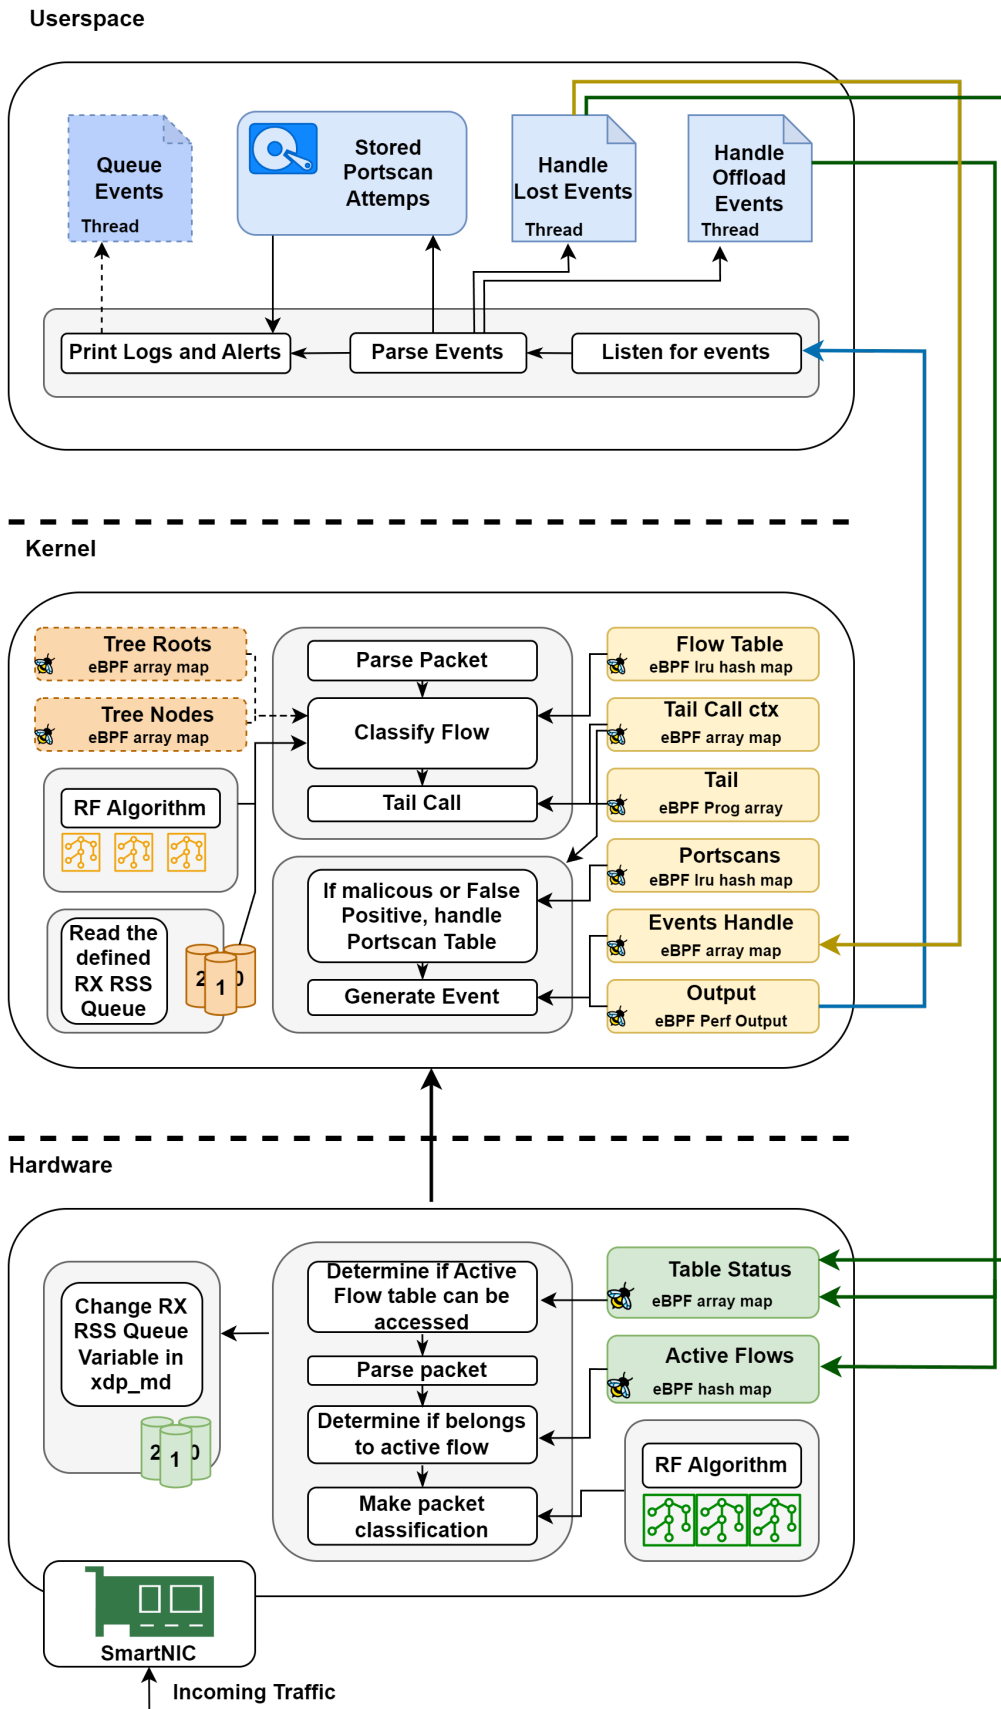 Userspace
Queue
Events
Thread
Stored
Portscan
Attemps
Handle
Lost Events
Thread
Handle
Offload
Events
Thread
Print Logs and Alerts
Parse Events
Listen for events
Kernel
Tree Roots
eBPF array map
Tree Nodes
eBPF array map
RF Algorithm
Read the
defined
RX RSS
Queue
2
1
0
Parse Packet
Classify Flow
Tail Call
If malicous or False
Positive, handle
Portscan Table
Generate Event
Flow Table
eBPF lru hash map
Tail Call ctx
eBPF array map
Tail
eBPF Prog array
Portscans
eBPF lru hash map
Events Handle
eBPF array map
Output
eBPF Perf Output
Hardware
Change RX
RSS Queue
Variable in
xdp_md
2
1
0
Determine if Active
Flow table can be
accessed
Parse packet
Determine if belongs
to active flow
Make packet
classification
Table Status
eBPF array map
Active Flows
eBPF hash map
RF Algorithm
SmartNIC
Incoming Traffic